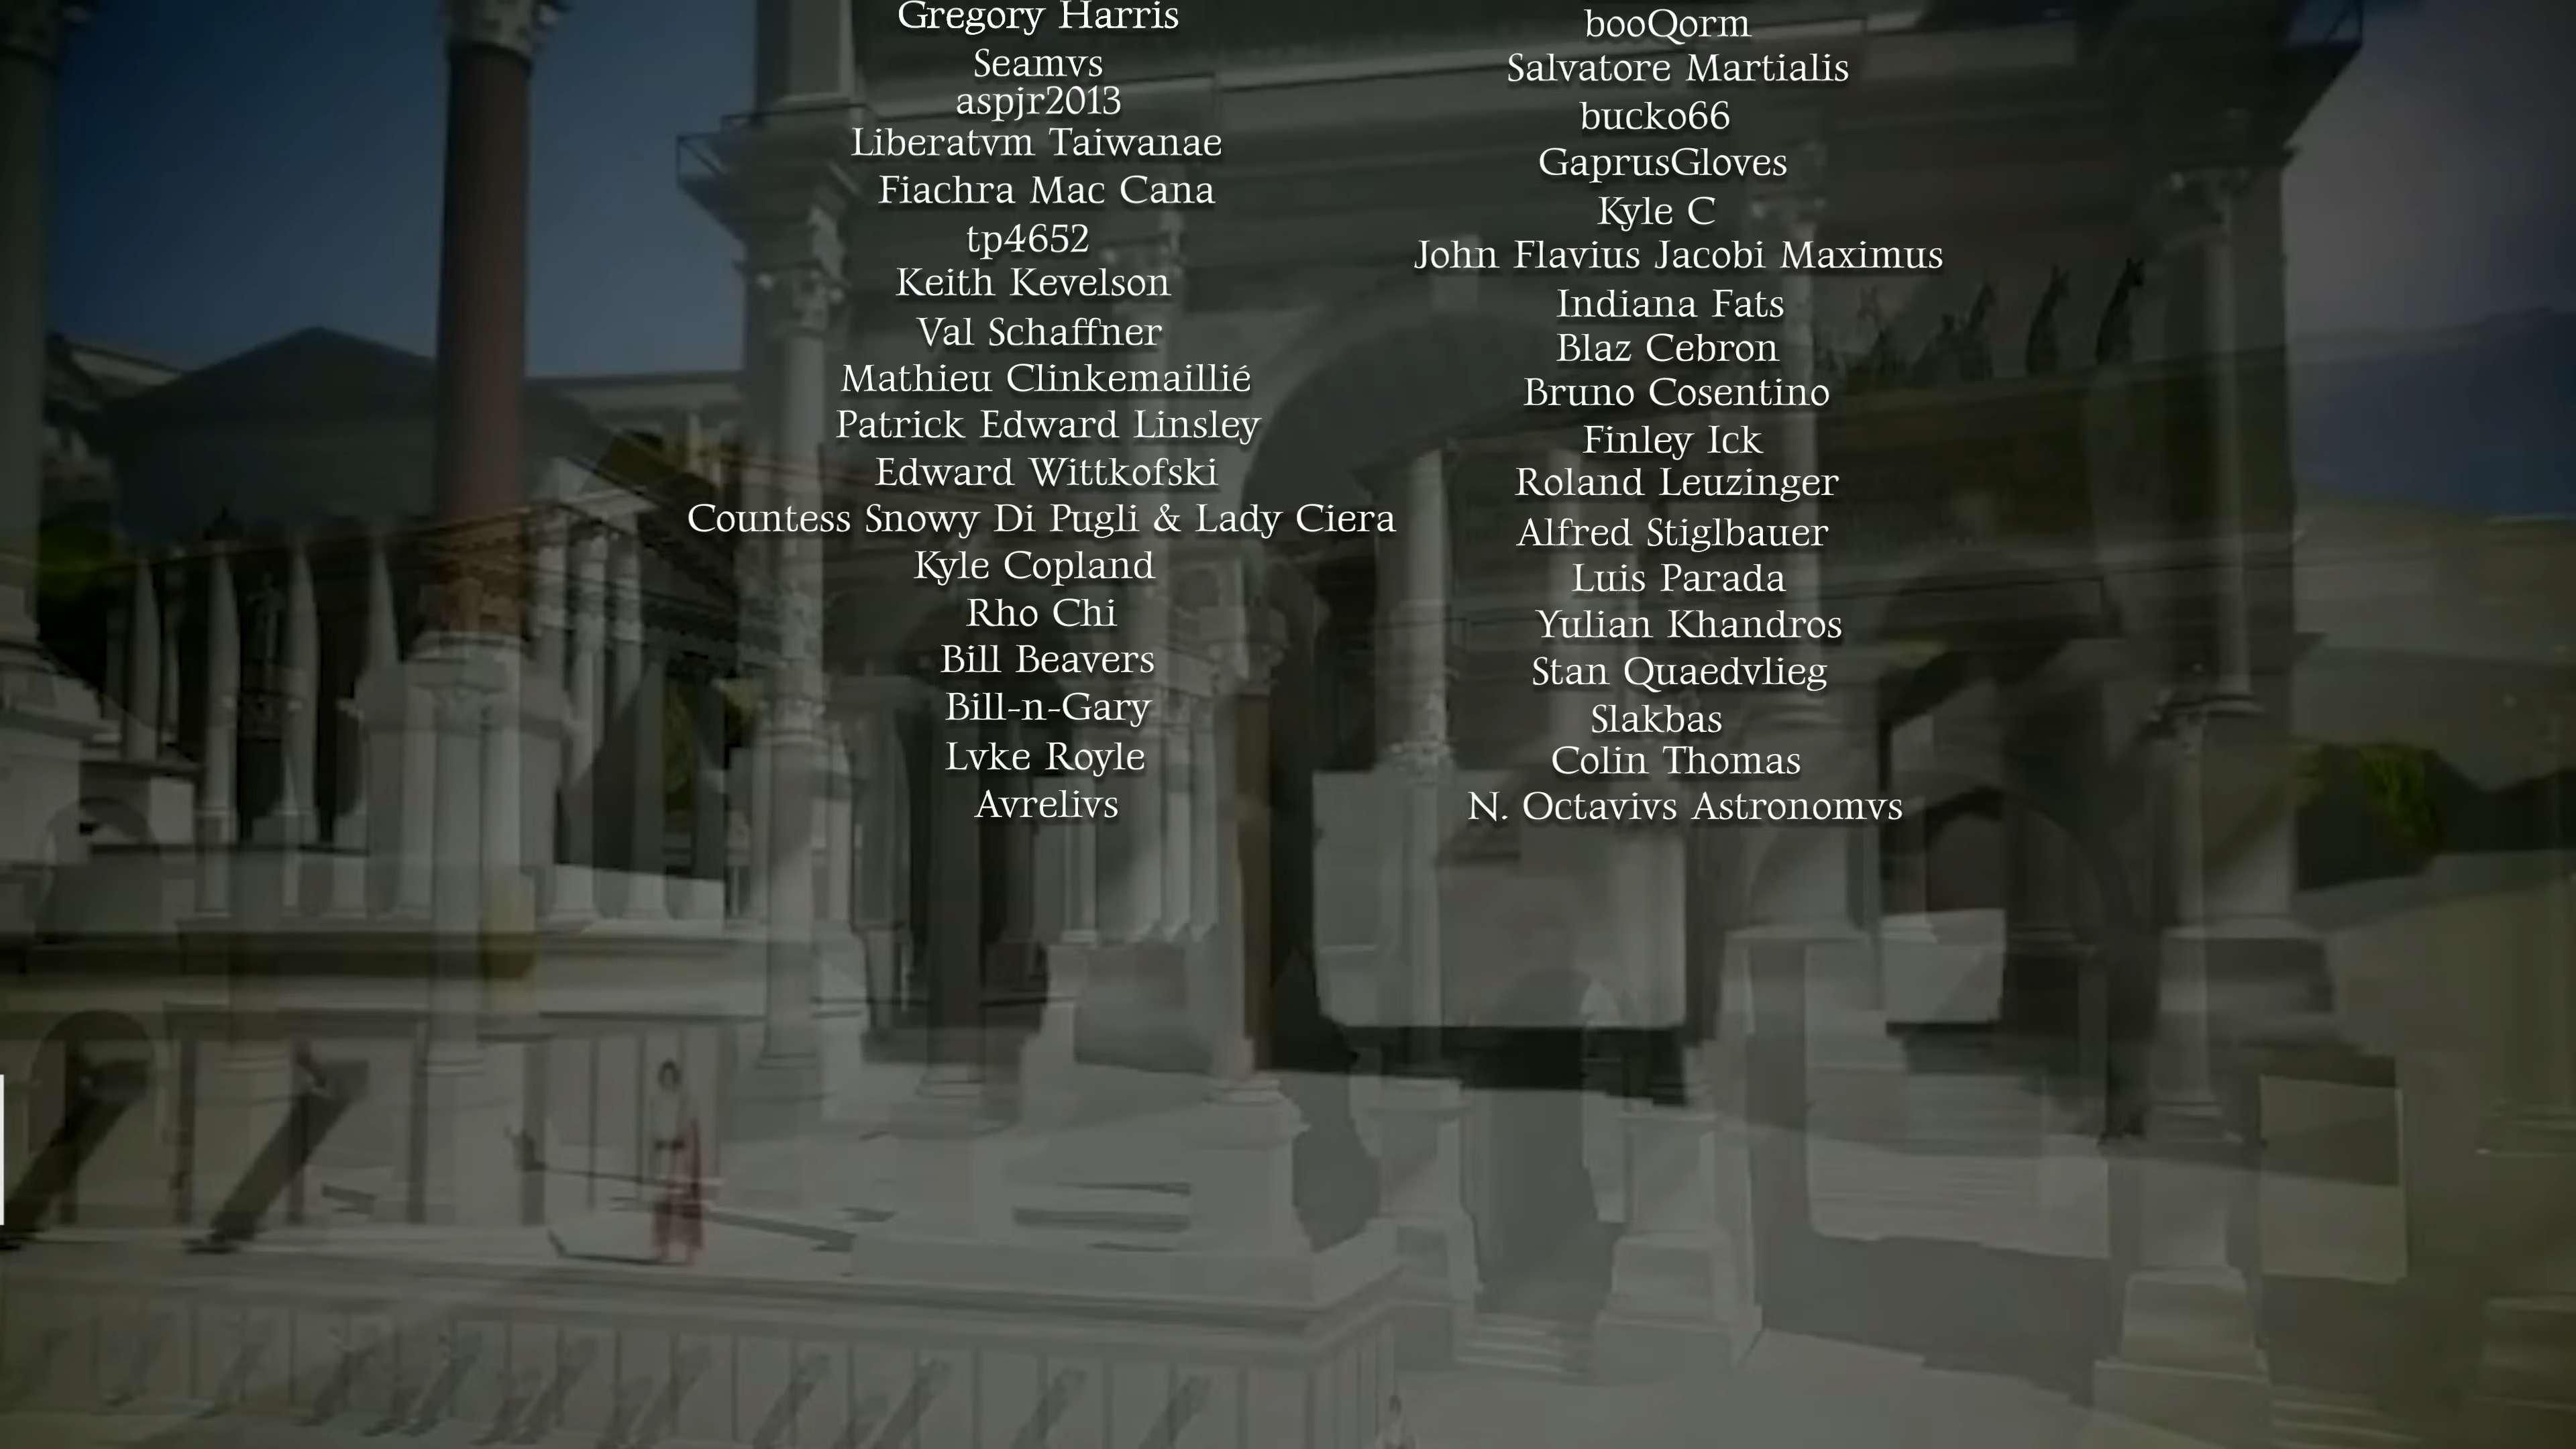 Gregory Harris
Seamvs
aspjr2013
Liberatvm Taiwanae
Fiachra Mac Cana
tp4652
Keith Kevelson
Val Schaffner
Mathieu Clinkemaillié
Patrick Edward Linsley
Edward Wittkofski
Countess Snowy Di Pugli & Lady Ciera
Kyle Copland
Rho Chi
Bill Beavers
Bill-n-Gary
Lvke Royle
Avrelivs
booQorm
Salvatore Martialis
bucko66
GaprusGloves
Kyle C
John Flavius Jacobi Maximus
Indiana Fats
Blaz Cebron
Bruno Cosentino
Finley Ick
Roland Leuzinger
Alfred Stiglbauer
Luis Parada
Yulian Khandros
Stan Quaedvlieg
Slakbas
Colin Thomas
N. Octavivs Astronomvs